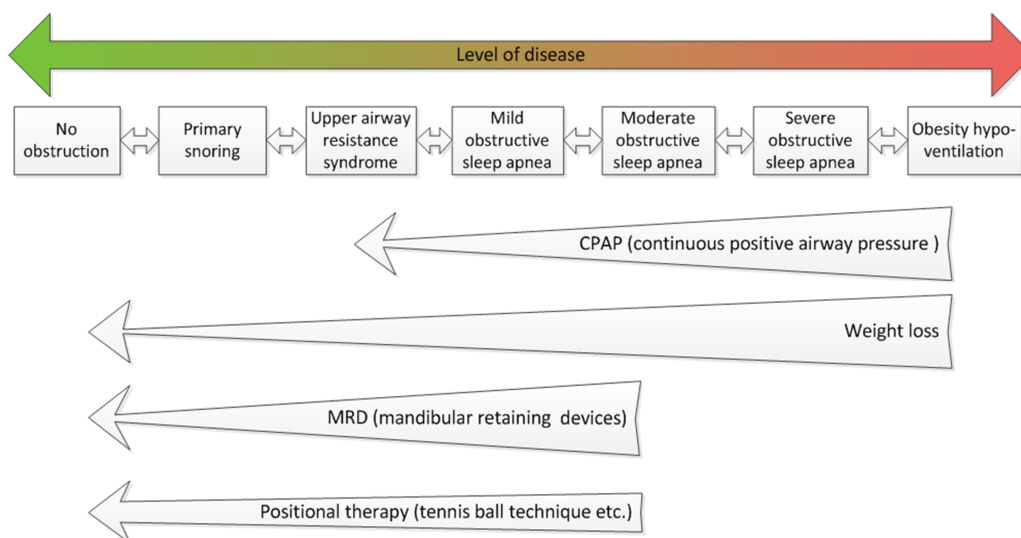 Level of disease
No
obstruction
Primary
snoring
Upper airway
resistance
syndrome
Mild
obstructive
sleep apnea
Moderate
obstructive
sleep apnea
Severe
obstructive
sleep apnea
Obesity hypo-
ventilation
CPAP (continuous positive airway pressure )
Weight loss
MRD (mandibular retaining devices)
Positional therapy (tennis ball technique etc.)